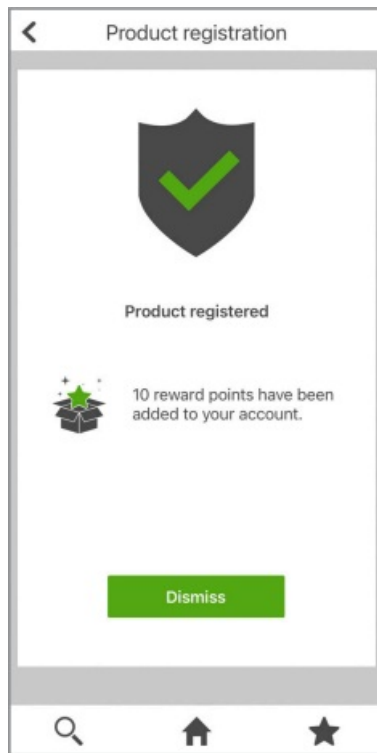 Product registration
Product registered
10 reward points have been
added to your account.
Dismiss